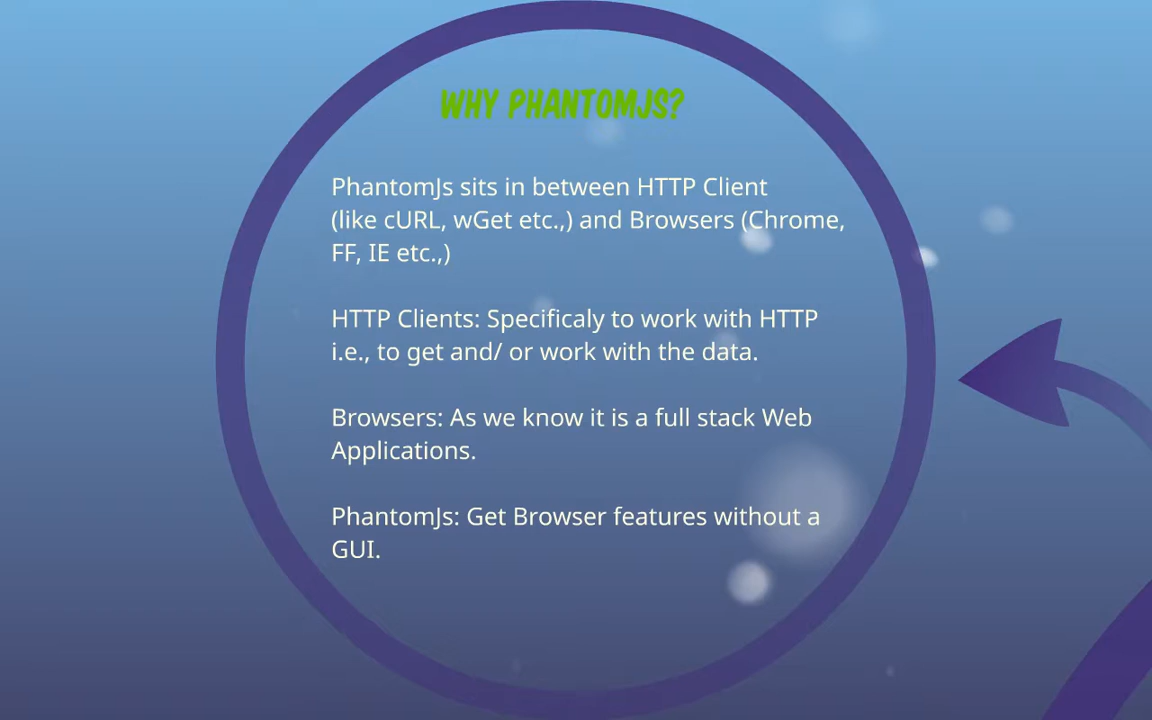 WHY PHANTOMJS?
PhantomJs sits in between HTTP Client
(like cURL, wGet etc.,) and Browsers (Chrome,
FF, IE etc.,)
HTTP Clients: Specificaly to work with HTTP
i.e., to get and/ or work with the data.
Browsers: As we know it is a full stack Web
Applications.
PhantomJs: Get Browser features without a
GUI.